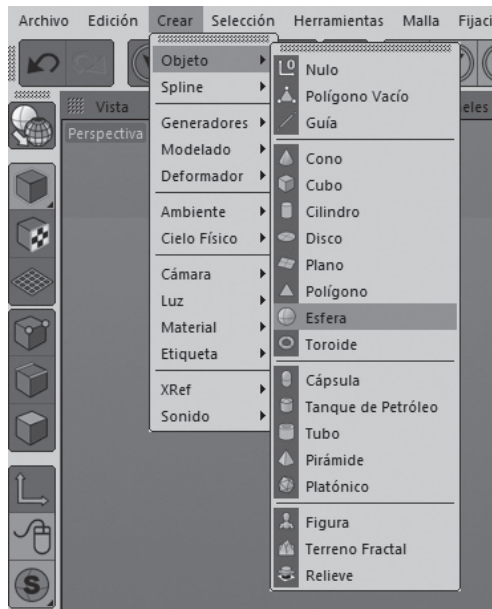 Archivo Edición Crear Selección Herramientas Malla Fijaci
Vista
eles
Perspectiva
Objeto
Spline
Generadores
Modelado
Deformador
Ambiente
Cielo Físico
Cámara
Luz
Material
Etiqueta
XRef
Sonido
Nulo
Polígono Vacío
Guía
Cono
Cubo
Cilindro
Disco
Plano
Polígono
Esfera
Toroide
Cápsula
Tanque de Petróleo
Tubo
Pirámide
Platónico
Figura
Terreno Fractal
Relieve
S